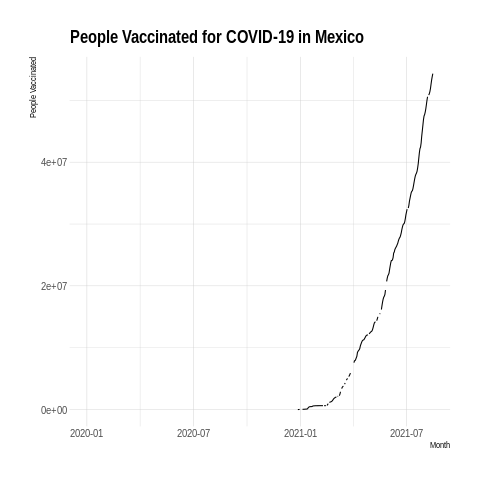 People Vaccinated for COVID-19 in Mexico
People Vaccinated
4e+07
2e+07
0e+00
2020-01 2020-07 2021-01 2021-07
Month